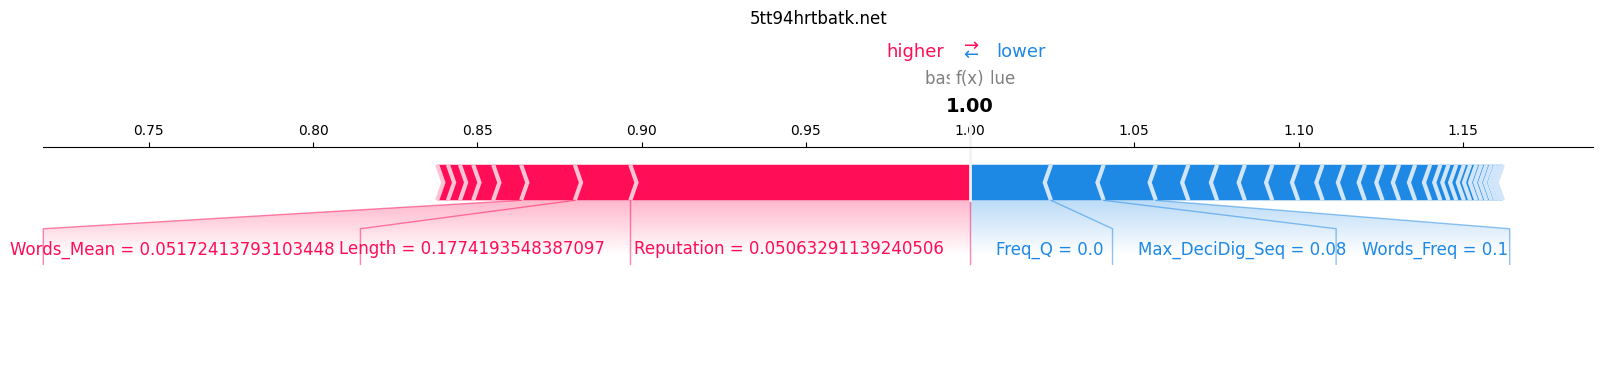 5tt94hrtbatk.net
higher ⇄ lower
bas f(x) lue
1.00
0.75 0.80 0.85 0.90 0.95 1.00 1.05 1.10 1.15
Words_Mean = 0.05172413793103448 Length = 0.1774193548387097 Reputation = 0.05063291139240506 Freq_Q = 0.0 Max_DeciDig_Seq = 0.08 Words_Freq = 0.1